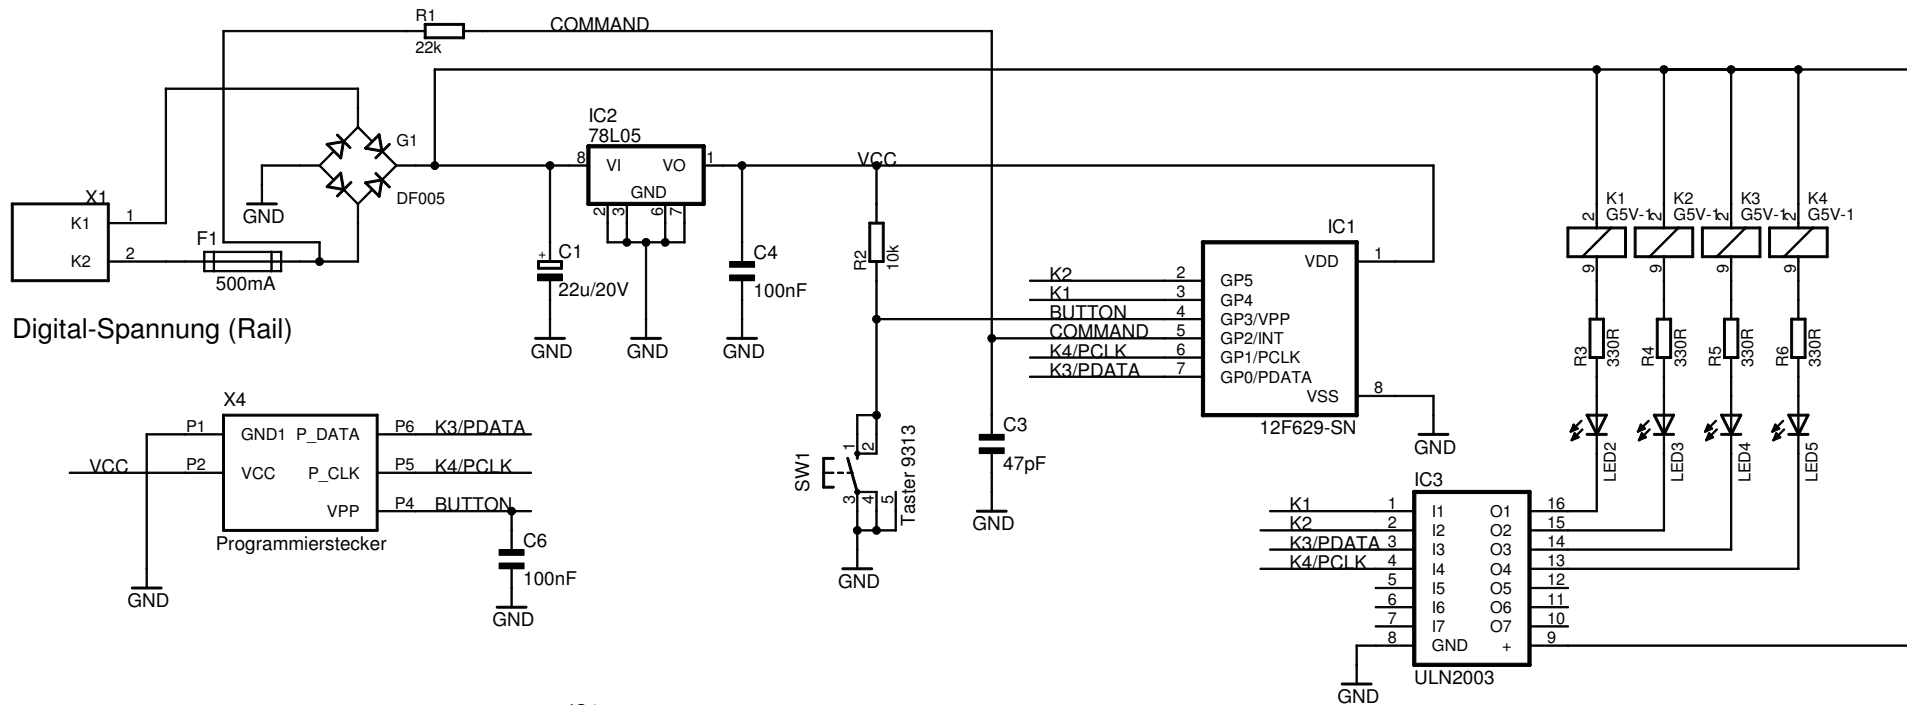 R1
COMMAND
22k
IC2
78L05
G1
DF005
8
VI
VO
1
GND
2
3
6
7
VCC
X1
K1
1
K2
2
GND
F1
500mA
+
C1
22u/20V
GND
GND
C4
100nF
GND
R2
10k
Digital-Spannung (Rail)
IC1
VDD
1
K2
2
GP5
K1
3
GP4
BUTTON
4
GP3/VPP
COMMAND
5
GP2/INT
K4/PCLK
6
GP1/PCLK
K3/PDATA
7
GP0/PDATA
VSS
8
12F629-SN
GND
K1
G5V-1
2
9
K2
G5V-1
2
9
K3
G5V-1
2
9
K4
G5V-1
2
9
R3
330R
R4
330R
R5
330R
R6
330R
LED2
LED3
LED4
LED5
X4
P1
GND1
P_DATA
P6
K3/PDATA
VCC
P2
VCC
P_CLK
P5
K4/PCLK
VPP
P4
BUTTON
Programmierstecker
C6
100nF
GND
GND
SW1
1
2
3
4
5
Taster 9313
GND
C3
47pF
GND
IC3
K1
1
I1
O1
16
K2
2
I2
O2
15
K3/PDATA
3
I3
O3
14
K4/PCLK
4
I4
O4
13
5
I5
O5
12
6
I6
O6
11
7
I7
O7
10
8
GND
+
9
ULN2003
GND